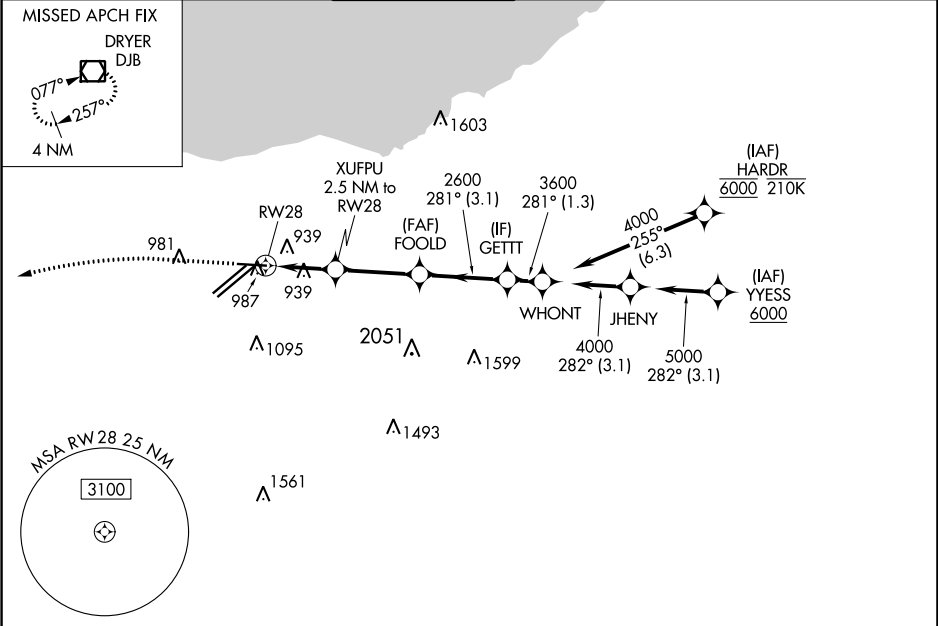 MISSED APCH FIX
DRYER
DJB
077°
257°
4 NM
1603
XUFPU
2.5 NM to
RW28
2600
281° (3.1)
3600
281° (1.3)
(IAF)
HARDR
6000 210K
4000
255°
(6.3)
RW28
(FAF)
FOOLD
(IF)
GETTT
981
939
939
987
WHONT
JHENY
(IAF)
YYESS
6000
4000
282° (3.1)
5000
282° (3.1)
1095
2051
1599
1493
1561
MSA RW28 25 NM
3100